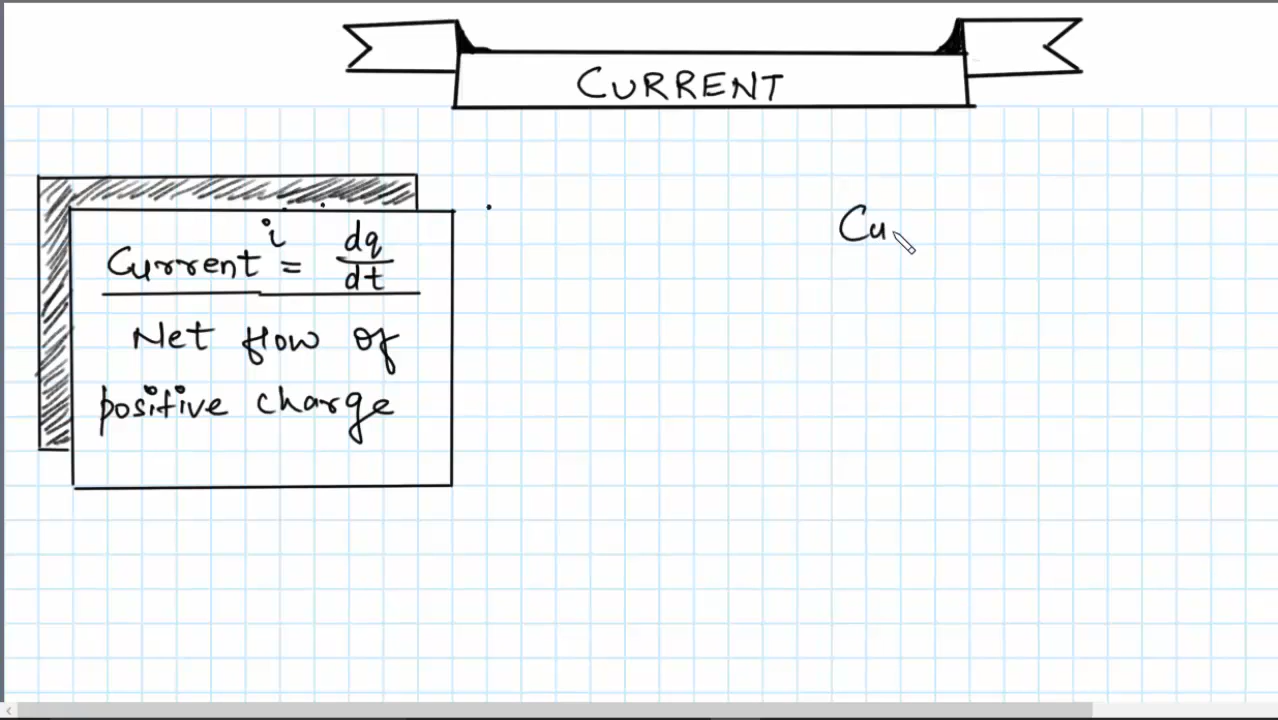 CURRENT
Current i = dq/dt
Net flow of
positive charge
Cu